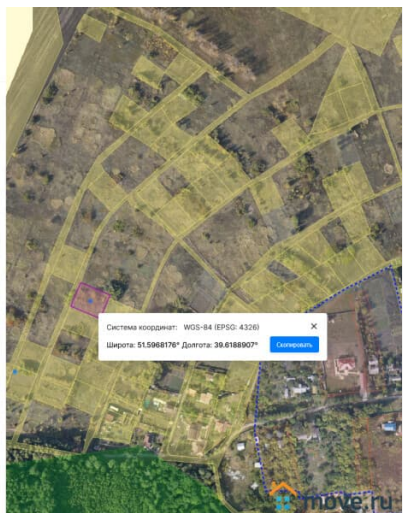 Система координат: WGS-84 (EPSG: 4326)
Широта: 51.5968176° Долгота: 39.6188907° Скопировать
move.ru